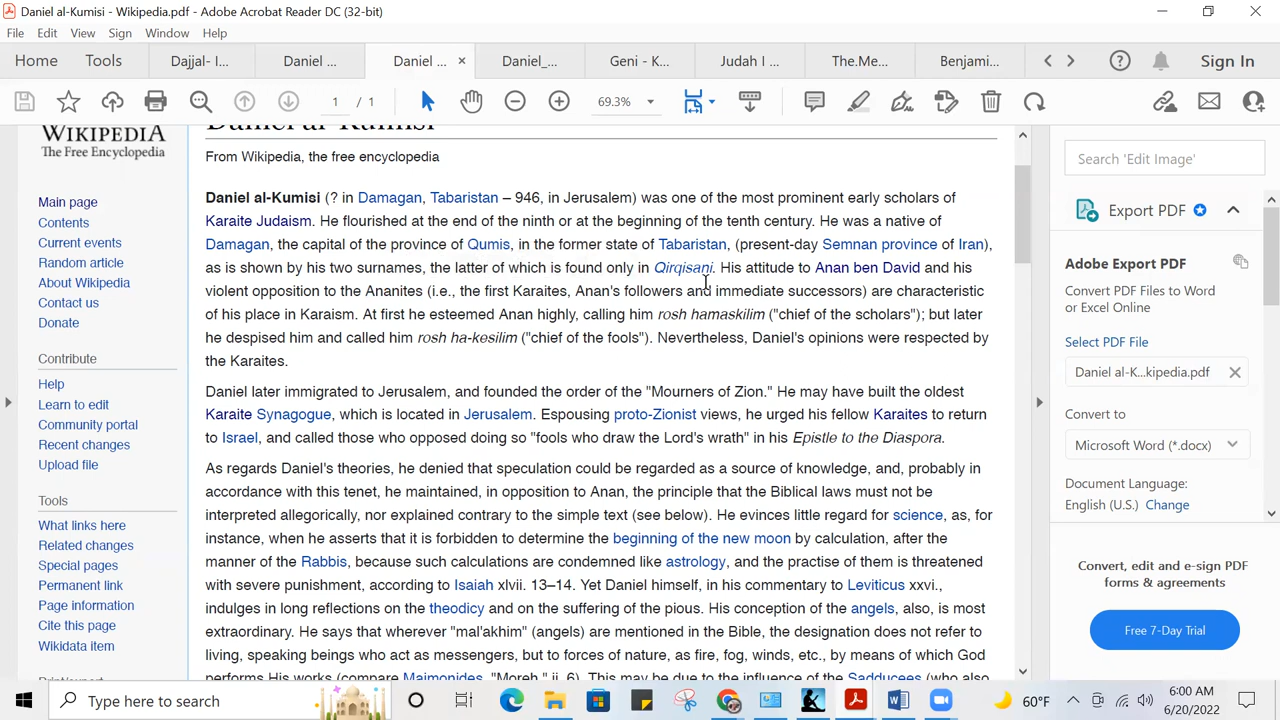 Daniel al-Kumisi - Wikipedia.pdf - Adobe Acrobat Reader DC (32-bit)
File Edit View Sign Window Help
Home Tools Dajjal- I... Daniel ... Daniel ... × Daniel_... Geni - K... Judah I ... The.Me... Benjami... Sign In
1 / 1 69.3%
WIKIPEDIA
The Free Encyclopedia
Main page
Contents
Current events
Random article
About Wikipedia
Contact us
Donate
Contribute
Help
Learn to edit
Community portal
Recent changes
Upload file
Tools
What links here
Related changes
Special pages
Permanent link
Page information
Cite this page
Wikidata item
Daniel al-Kumisi
From Wikipedia, the free encyclopedia
Daniel al-Kumisi (? in Damagan, Tabaristan – 946, in Jerusalem) was one of the most prominent early scholars of
Karaite Judaism. He flourished at the end of the ninth or at the beginning of the tenth century. He was a native of
Damagan, the capital of the province of Qumis, in the former state of Tabaristan, (present-day Semnan province of Iran),
as is shown by his two surnames, the latter of which is found only in Qirqisani. His attitude to Anan ben David and his
violent opposition to the Ananites (i.e., the first Karaites, Anan's followers and immediate successors) are characteristic
of his place in Karaism. At first he esteemed Anan highly, calling him rosh hamaskilim ("chief of the scholars"); but later
he despised him and called him rosh ha-kesilim ("chief of the fools"). Nevertheless, Daniel's opinions were respected by
the Karaites.
Daniel later immigrated to Jerusalem, and founded the order of the "Mourners of Zion." He may have built the oldest
Karaite Synagogue, which is located in Jerusalem. Espousing proto-Zionist views, he urged his fellow Karaites to return
to Israel, and called those who opposed doing so "fools who draw the Lord's wrath" in his Epistle to the Diaspora.
As regards Daniel's theories, he denied that speculation could be regarded as a source of knowledge, and, probably in
accordance with this tenet, he maintained, in opposition to Anan, the principle that the Biblical laws must not be
interpreted allegorically, nor explained contrary to the simple text (see below). He evinces little regard for science, as, for
instance, when he asserts that it is forbidden to determine the beginning of the new moon by calculation, after the
manner of the Rabbis, because such calculations are condemned like astrology, and the practise of them is threatened
with severe punishment, according to Isaiah xlvii. 13–14. Yet Daniel himself, in his commentary to Leviticus xxvi.,
indulges in long reflections on the theodicy and on the suffering of the pious. His conception of the angels, also, is most
extraordinary. He says that wherever "mal'akhim" (angels) are mentioned in the Bible, the designation does not refer to
living, speaking beings who act as messengers, but to forces of nature, as fire, fog, winds, etc., by means of which God
performs His works (compare Maimonides, "Moreh," ii. 6). This may be due to the influence of the Sadducees (who also
Search 'Edit Image'
Export PDF
Adobe Export PDF
Convert PDF Files to Word
or Excel Online
Select PDF File
Daniel al-K...kipedia.pdf
Convert to
Microsoft Word (*.docx)
Document Language:
English (U.S.) Change
Convert, edit and e-sign PDF
forms & agreements
Free 7-Day Trial
Type here to search
60°F
6:00 AM
6/20/2022